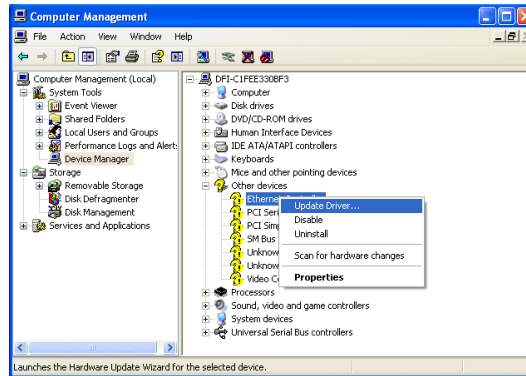 Computer Management
File Action View Window Help
Computer Management (Local)
System Tools
Event Viewer
Shared Folders
Local Users and Groups
Performance Logs and Alert
Device Manager
Storage
Removable Storage
Disk Defragmenter
Disk Management
Services and Applications
DFI-C1FEE330BF3
Computer
Disk drives
DVD/CD-ROM drives
Human Interface Devices
IDE ATA/ATAPI controllers
Keyboards
Mice and other pointing devices
Other devices
Ethernet
PCI
PCI
SM Bus
Video
Update Driver...
Disable
Uninstall
Scan for hardware changes
Properties
Processors
Sound, video and game controllers
System devices
Universal Serial Bus controllers
Launches the Hardware Update Wizard for the selected device.